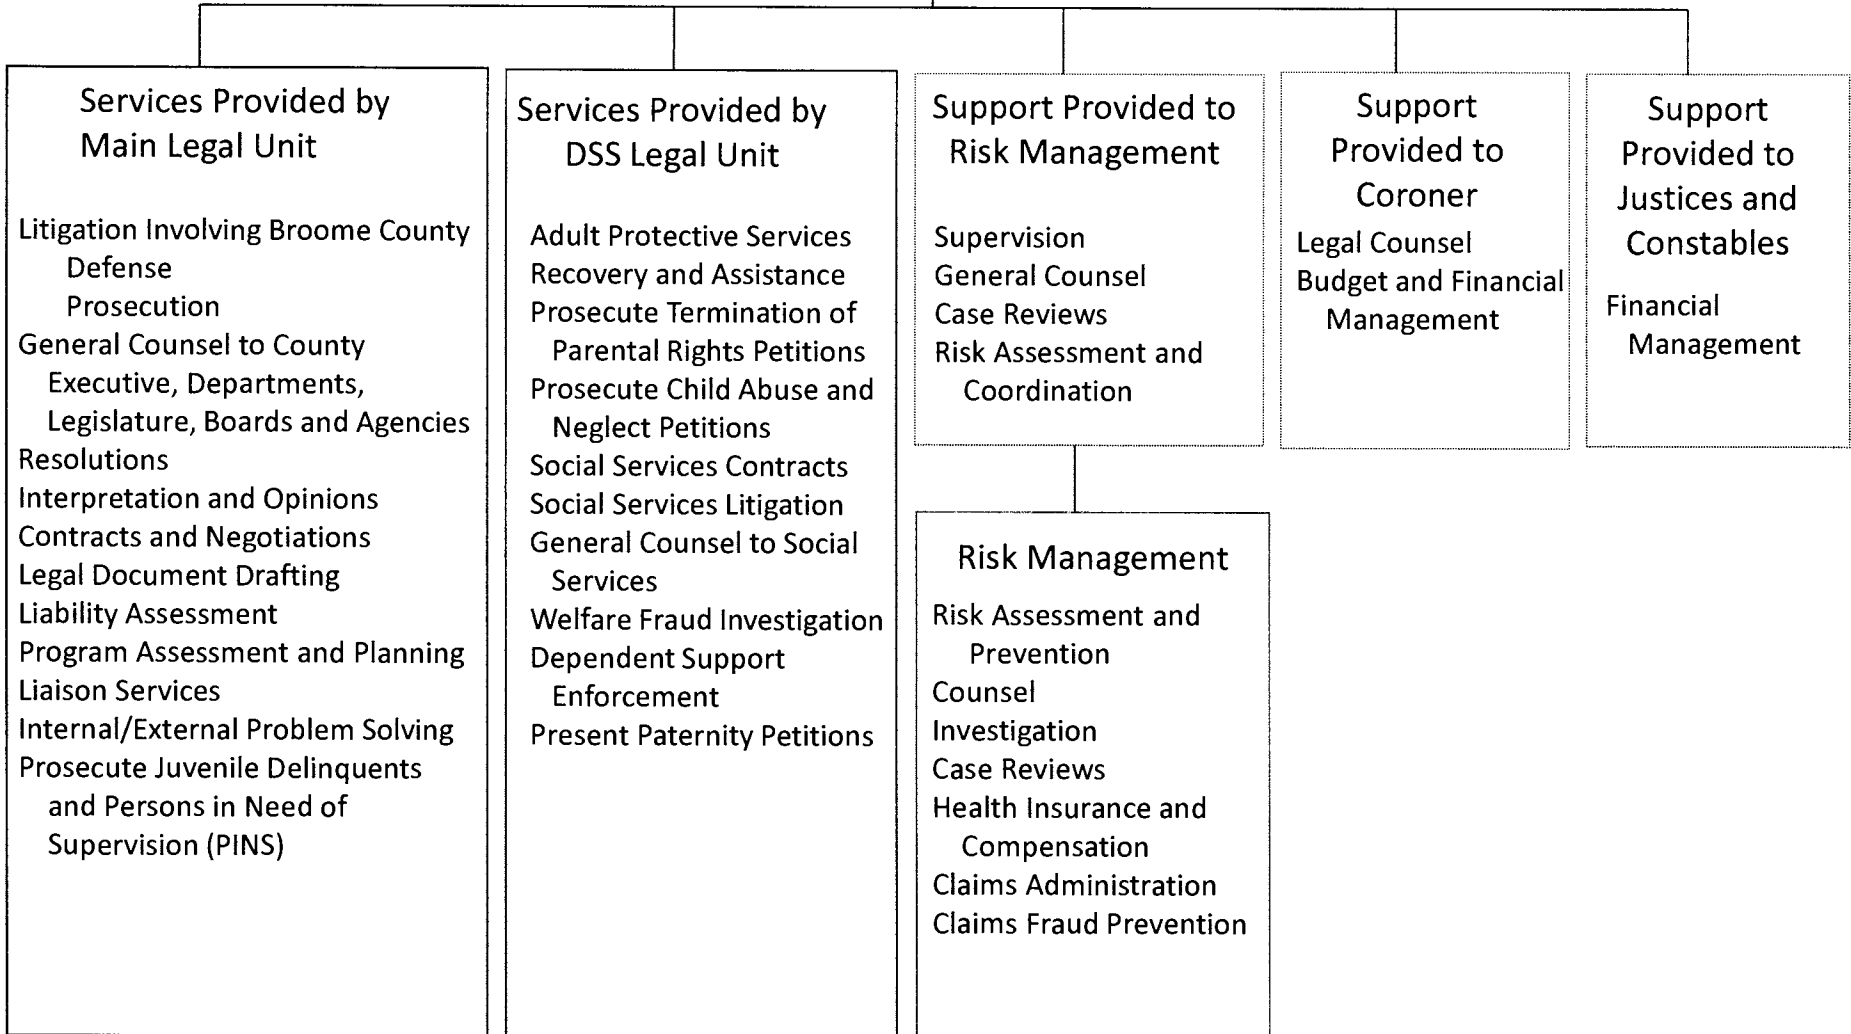 Services Provided by
Main Legal Unit
Litigation Involving Broome County
Defense
Prosecution
General Counsel to County
Executive, Departments,
Legislature, Boards and Agencies
Resolutions
Interpretation and Opinions
Contracts and Negotiations
Legal Document Drafting
Liability Assessment
Program Assessment and Planning
Liaison Services
Internal/External Problem Solving
Prosecute Juvenile Delinquents
and Persons in Need of
Supervision (PINS)
Services Provided by
DSS Legal Unit
Adult Protective Services
Recovery and Assistance
Prosecute Termination of
Parental Rights Petitions
Prosecute Child Abuse and
Neglect Petitions
Social Services Contracts
Social Services Litigation
General Counsel to Social
Services
Welfare Fraud Investigation
Dependent Support
Enforcement
Present Paternity Petitions
Support Provided to
Risk Management
Supervision
General Counsel
Case Reviews
Risk Assessment and
Coordination
Risk Management
Risk Assessment and
Prevention
Counsel
Investigation
Case Reviews
Health Insurance and
Compensation
Claims Administration
Claims Fraud Prevention
Support
Provided to
Coroner
Legal Counsel
Budget and Financial
Management
Support
Provided to
Justices and
Constables
Financial
Management